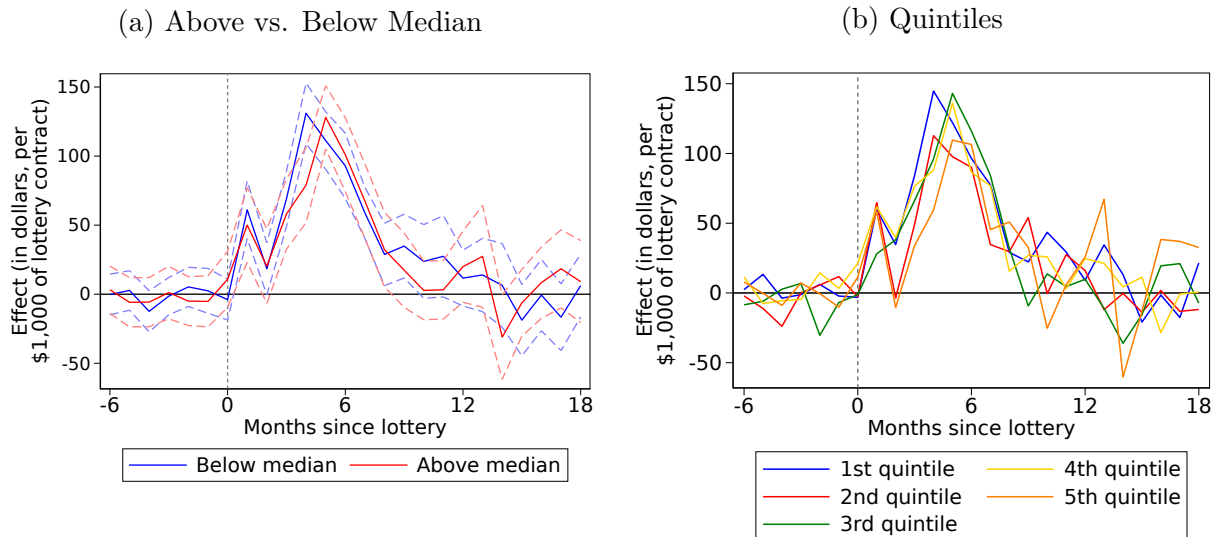 (a) Above vs. Below Median
Effect (in dollars, per
$1,000 of lottery contract)
150
100
50
0
-50
-6
0
6
12
18
Months since lottery
Below median
Above median
(b) Quintiles
Effect (in dollars, per
$1,000 of lottery contract)
150
100
50
0
-50
-6
0
6
12
18
Months since lottery
1st quintile
4th quintile
2nd quintile
5th quintile
3rd quintile